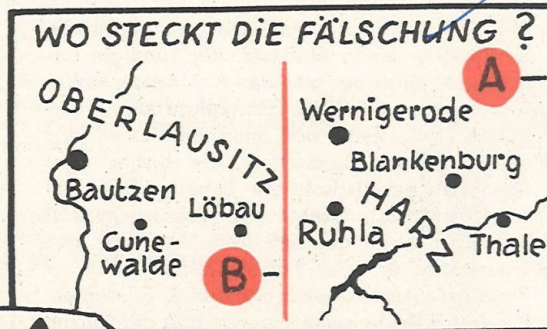 WO STECKT DiE FÄLSCHUNG ?
OBERLAUSITZ
Bautzen
Löbau
Cune-
walde
B
A
Wernigerode
Blankenburg
HARZ
Ruhla
Thale